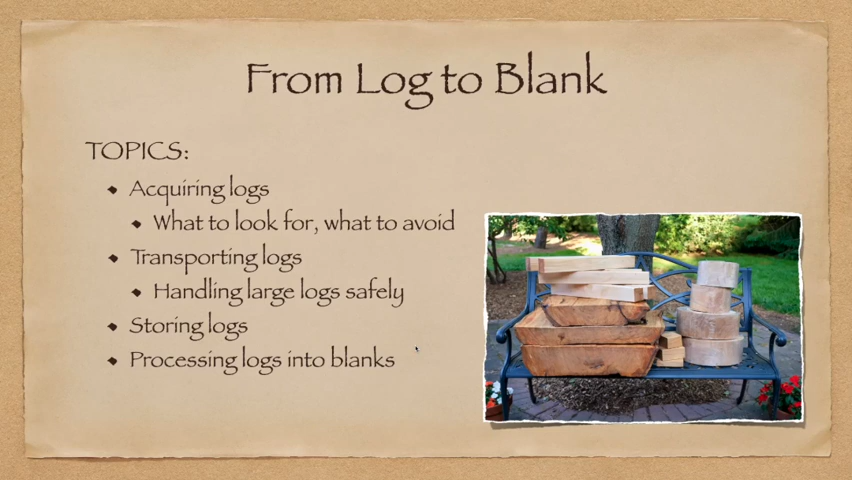 From Log to Blank
TOPICS:
Acquiring logs
What to look for, what to avoid
Transporting logs
Handling large logs safely
Storing logs
Processing logs into blanks